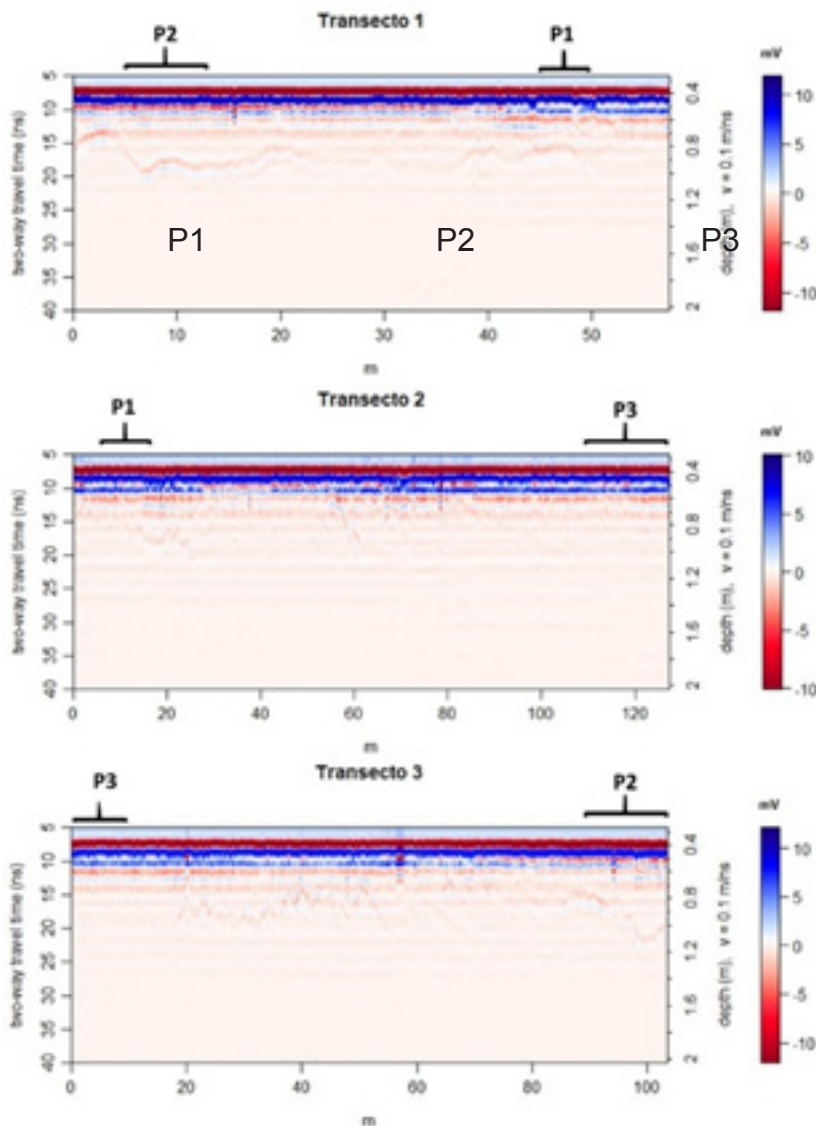 Transecto 1
P2 P1
mV
5 10 15 20 25 30 35 40
two-way travel time (ns)
0.4 0.8 1.2 1.6 2
depth (m), v = 0.1 m/ns
10 5 0 -5 -10
P1 P2 P3
0 10 20 30 40 50
m
Transecto 2
P1 P3
mV
5 10 15 20 25 30 35 40
two-way travel time (ns)
0.4 0.8 1.2 1.6 2
depth (m), v = 0.1 m/ns
10 5 0 -5 -10
0 20 40 60 80 100 120
m
Transecto 3
P3 P2
mV
5 10 15 20 25 30 35 40
two-way travel time (ns)
0.4 0.8 1.2 1.6 2
depth (m), v = 0.1 m/ns
10 5 0 -5 -10
0 20 40 60 80 100
m